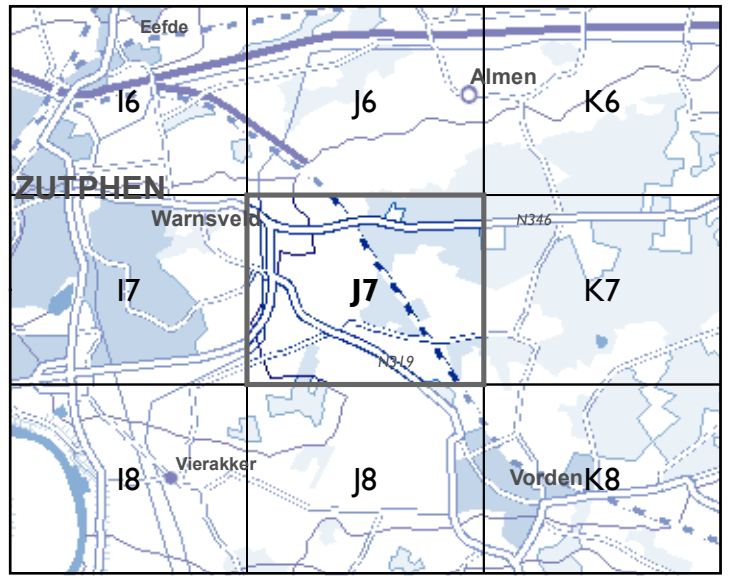 Eefde
Almen
I6
J6
K6
ZUTPHEN
Warnsveld
N346
I7
J7
K7
N319
Vierakker
I8
J8
Vorden
K8